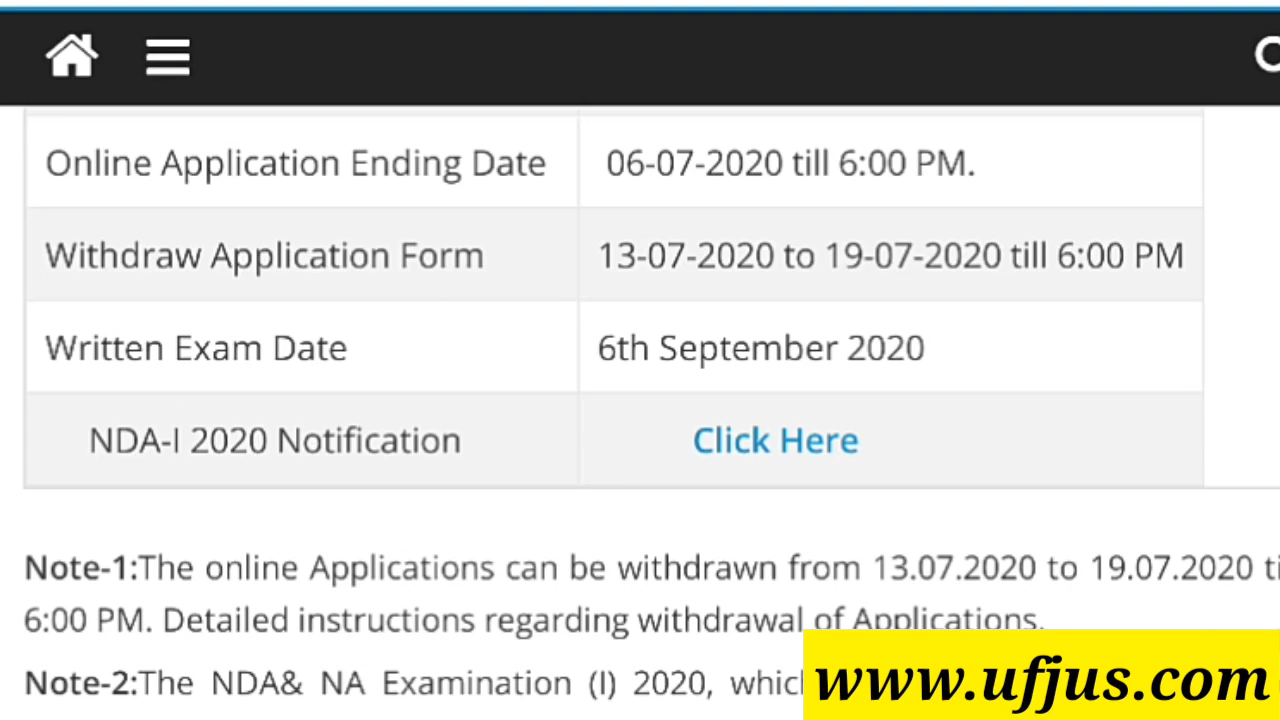 Online Application Ending Date 06-07-2020 till 6:00 PM.
Withdraw Application Form 13-07-2020 to 19-07-2020 till 6:00 PM
Written Exam Date 6th September 2020
NDA-I 2020 Notification Click Here
Note-1:The online Applications can be withdrawn from 13.07.2020 to 19.07.2020
6:00 PM. Detailed instructions regarding withdrawal of Applications.
Note-2:The NDA& NA Examination (I) 2020,
www.ufjus.com